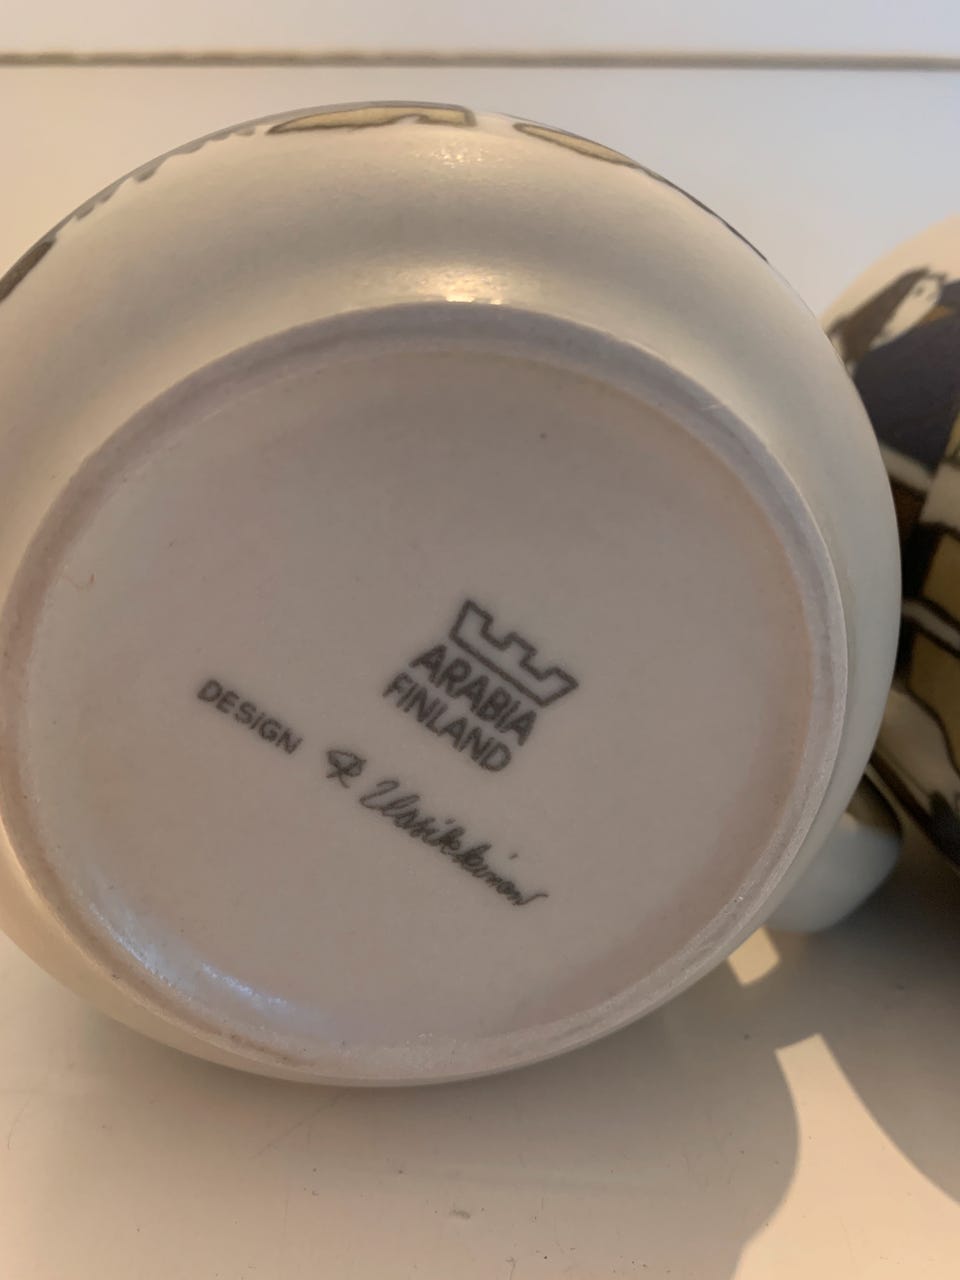 ARABIA
FINLAND
DESIGN R Uosikkinen